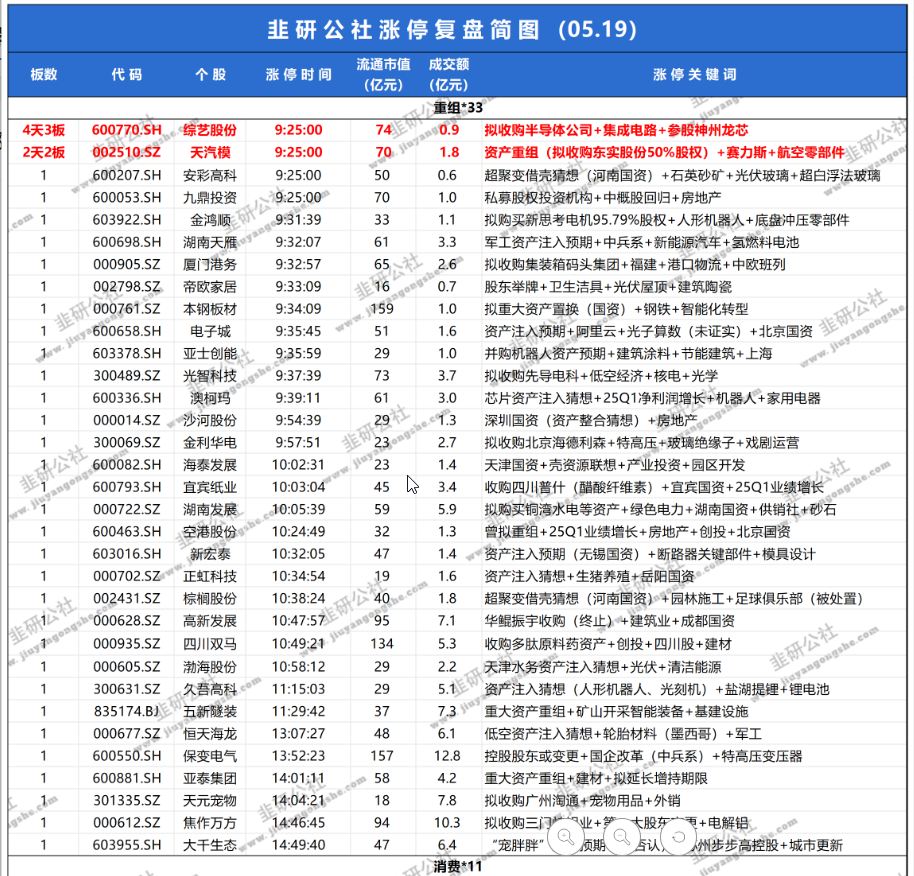 韭研公社涨停复盘简图 (05.19)
板数 代码 个股 涨停时间 流通市值(亿元) 成交额(亿元) 涨停关键词
重组*33
4天3板 600770.SH 综艺股份 9:25:00 74 0.9 拟收购半导体公司+集成电路+参股神州龙芯
2天2板 002510.SZ 天汽模 9:25:00 70 1.8 资产重组（拟收购东实股份50%股权）+赛力斯+航空零部件
1 600207.SH 安彩高科 9:25:00 50 0.6 超聚变借壳猜想（河南国资）+石英砂矿+光伏玻璃+超白浮法玻璃
1 600053.SH 九鼎投资 9:25:00 70 1.0 私募股权投资机构+中概股回归+房地产
1 603922.SH 金鸿顺 9:31:39 33 1.1 拟购买新思考电机95.79%股权+人形机器人+底盘冲压零部件
1 600698.SH 湖南天雁 9:32:07 61 3.3 军工资产注入预期+中兵系+新能源汽车+氢燃料电池
1 000905.SZ 厦门港务 9:32:57 65 2.6 拟收购集装箱码头集团+福建+港口物流+中欧班列
1 002798.SZ 帝欧家居 9:33:09 16 0.7 股东举牌+卫生洁具+光伏屋顶+建筑陶瓷
1 000761.SZ 本钢板材 9:34:09 159 1.0 拟重大资产置换（国资）+钢铁+智能化转型
1 600658.SH 电子城 9:35:45 51 1.6 资产注入预期+阿里云+光子算数（未证实）+北京国资
1 603378.SH 亚士创能 9:35:59 29 1.0 并购机器人资产预期+建筑涂料+节能建筑+上海
1 300489.SZ 光智科技 9:37:39 73 3.7 拟收购先导电科+低空经济+核电+光学
1 600336.SH 澳柯玛 9:39:11 61 3.0 芯片资产注入猜想+25Q1净利润增长+机器人+家用电器
1 000014.SZ 沙河股份 9:54:39 29 1.3 深圳国资（资产整合猜想）+房地产
1 300069.SZ 金利华电 9:57:51 23 2.7 拟收购北京海德利森+特高压+玻璃绝缘子+戏剧运营
1 600082.SH 海泰发展 10:02:31 23 1.4 天津国资+壳资源联想+产业投资+园区开发
1 600793.SH 宜宾纸业 10:03:04 45 3.4 收购四川普什（醋酸纤维素）+宜宾国资+25Q1业绩增长
1 000722.SZ 湖南发展 10:05:39 59 5.9 拟购买铜湾水电等资产+绿色电力+湖南国资+供销社+砂石
1 600463.SH 空港股份 10:24:49 32 1.3 曾拟重组+25Q1业绩增长+房地产+创投+北京国资
1 603016.SH 新宏泰 10:32:05 47 1.4 资产注入预期（无锡国资）+断路器关键部件+模具设计
1 000702.SZ 正虹科技 10:34:54 19 1.6 资产注入猜想+生猪养殖+岳阳国资
1 002431.SZ 棕榈股份 10:38:24 40 1.8 超聚变借壳猜想（河南国资）+园林施工+足球俱乐部（被处置）
1 000628.SZ 高新发展 10:47:57 95 7.1 华鲲振宇收购（终止）+建筑业+成都国资
1 000935.SZ 四川双马 10:49:21 134 5.3 收购多肽原料药资产+创投+四川股+建材
1 000605.SZ 渤海股份 10:58:12 29 2.2 天津水务资产注入猜想+光伏+清洁能源
1 300631.SZ 久吾高科 11:15:03 29 5.1 资产注入猜想（人形机器人、光刻机）+盐湖提锂+锂电池
1 835174.BJ 五新隧装 11:29:42 37 7.3 重大资产重组+矿山开采智能装备+基建设施
1 000677.SZ 恒天海龙 13:07:27 48 6.1 低空资产注入猜想+轮胎材料（墨西哥）+军工
1 600550.SH 保变电气 13:52:23 157 12.8 控股股东或变更+国企改革（中兵系）+特高压变压器
1 600881.SH 亚泰集团 14:01:11 58 4.2 重大资产重组+建材+拟延长增持期限
1 301335.SZ 天元宠物 14:04:21 18 7.8 拟收购广州淘通+宠物用品+外销
1 000612.SZ 焦作万方 14:46:45 94 10.3 拟收购三门 业+第 大股东 更+电解铝
1 603955.SH 大千生态 14:49:40 47 6.4 “宠胖胖” 预期 否认 州步步高控股+城市更新
消费*11
韭研公社
www.jiuyangongshe.com